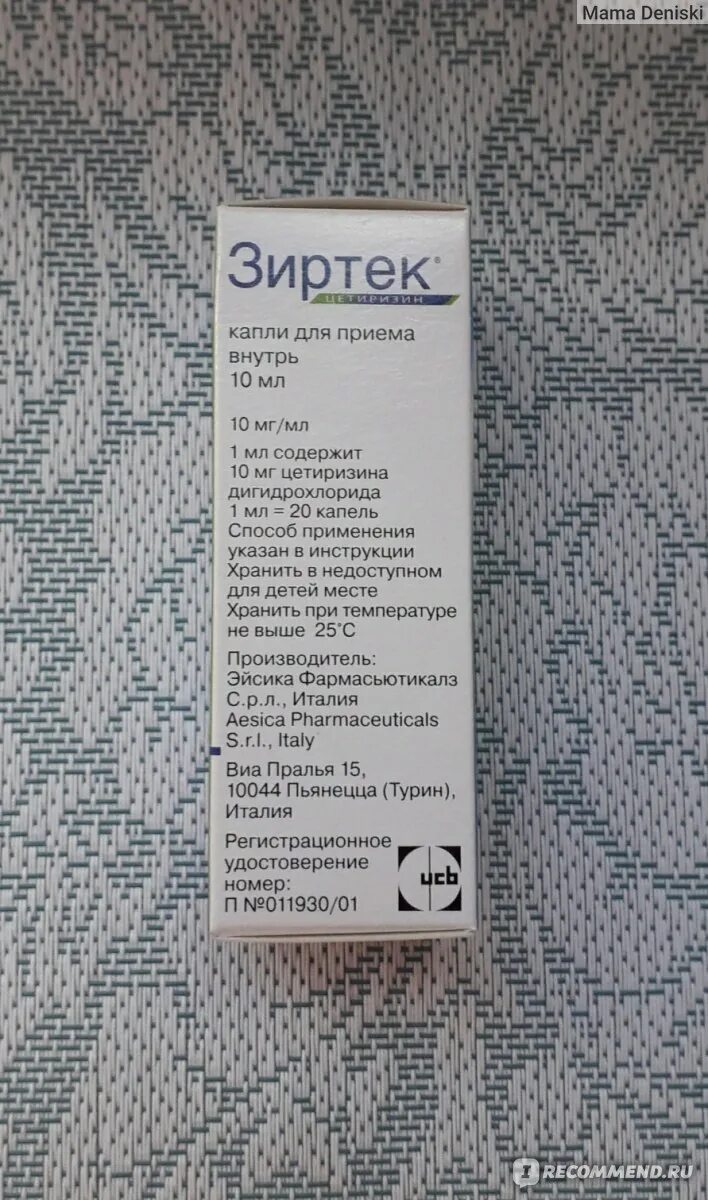 Mama Deniski
Зиртек®
ЦЕТИРИЗИН
капли для приема
внутрь
10 мл
10 мг/мл
1 мл содержит
10 мг цетиризина
дигидрохлорида
1 мл = 20 капель
Способ применения
указан в инструкции
Хранить в недоступном
для детей месте
Хранить при температуре
не выше 25°С
Производитель:
Эйсика Фармасьютикалз
С.р.л., Италия
Aesica Pharmaceuticals
S.r.l., Italy
Виа Пралья 15,
10044 Пьянецца (Турин),
Италия
Регистрационное
удостоверение
номер:
П №011930/01
ucb
IRECOMMEND.RU